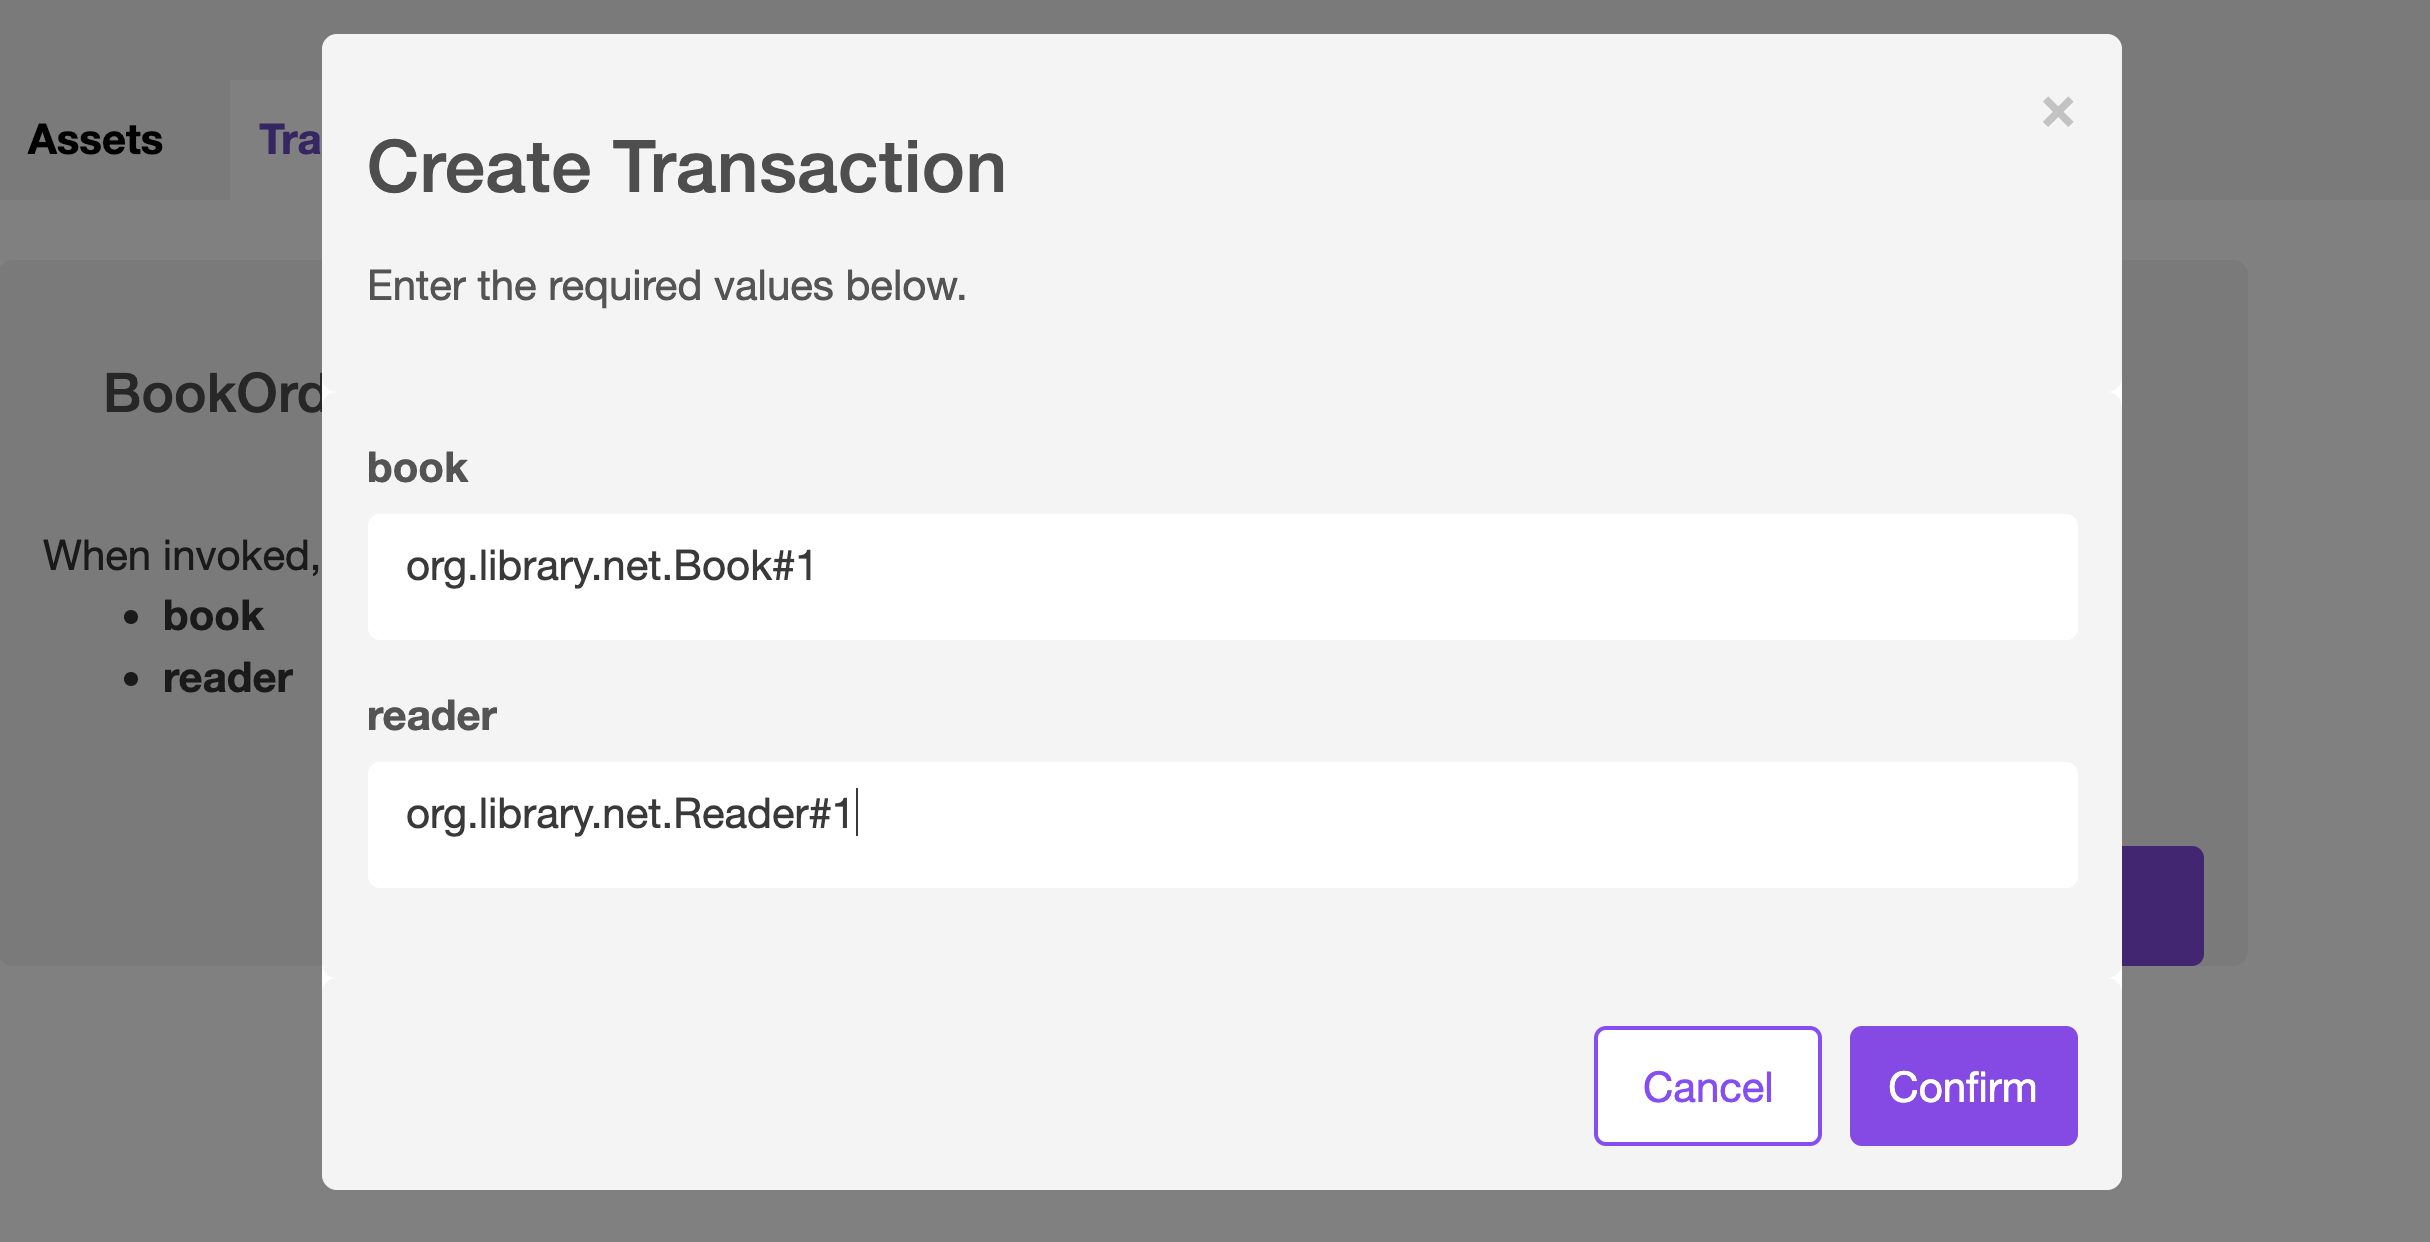 Assets
Tra
Create Transaction
Enter the required values below.
BookOrd
When invoked,
book
reader
book
org.library.net.Book#1
reader
org.library.net.Reader#1
Cancel
Confirm